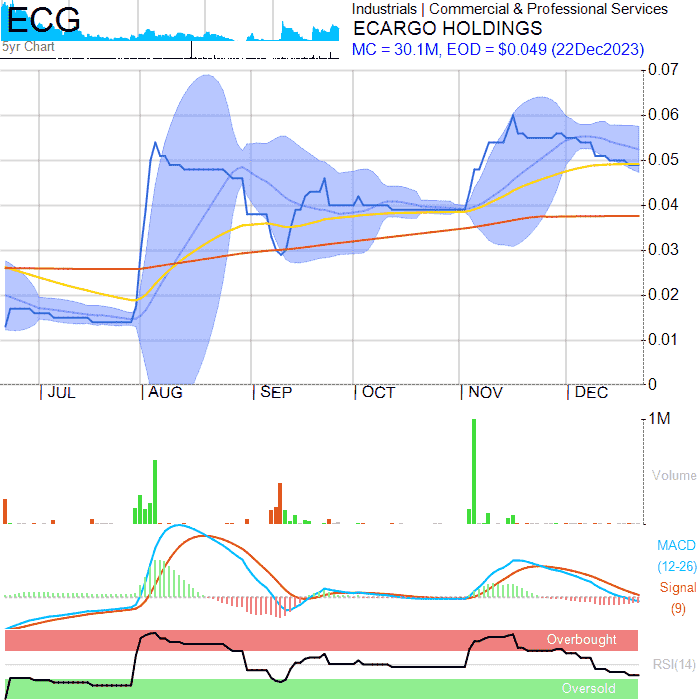 ECG
5yr Chart
Industrials | Commercial & Professional Services
ECARGO HOLDINGS
MC = 30.1M, EOD = $0.049 (22Dec2023)
0.07
0.06
0.05
0.04
0.03
0.02
0.01
0
JUL AUG SEP OCT NOV DEC
1M
Volume
MACD
(12-26)
Signal
(9)
Overbought
RSI(14)
Oversold